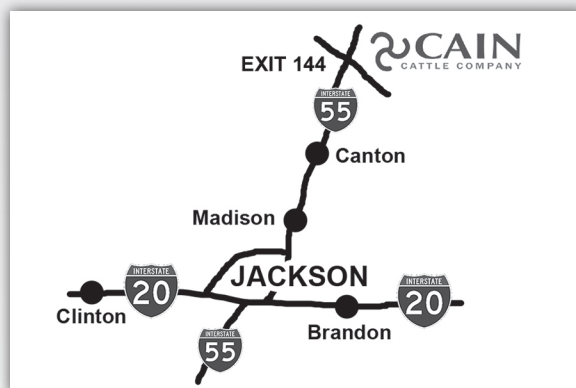 CAIN
CATTLE COMPANY
EXIT 144
INTERSTATE
55
Canton
Madison
JACKSON
INTERSTATE
20
INTERSTATE
20
Clinton
Brandon
INTERSTATE
55